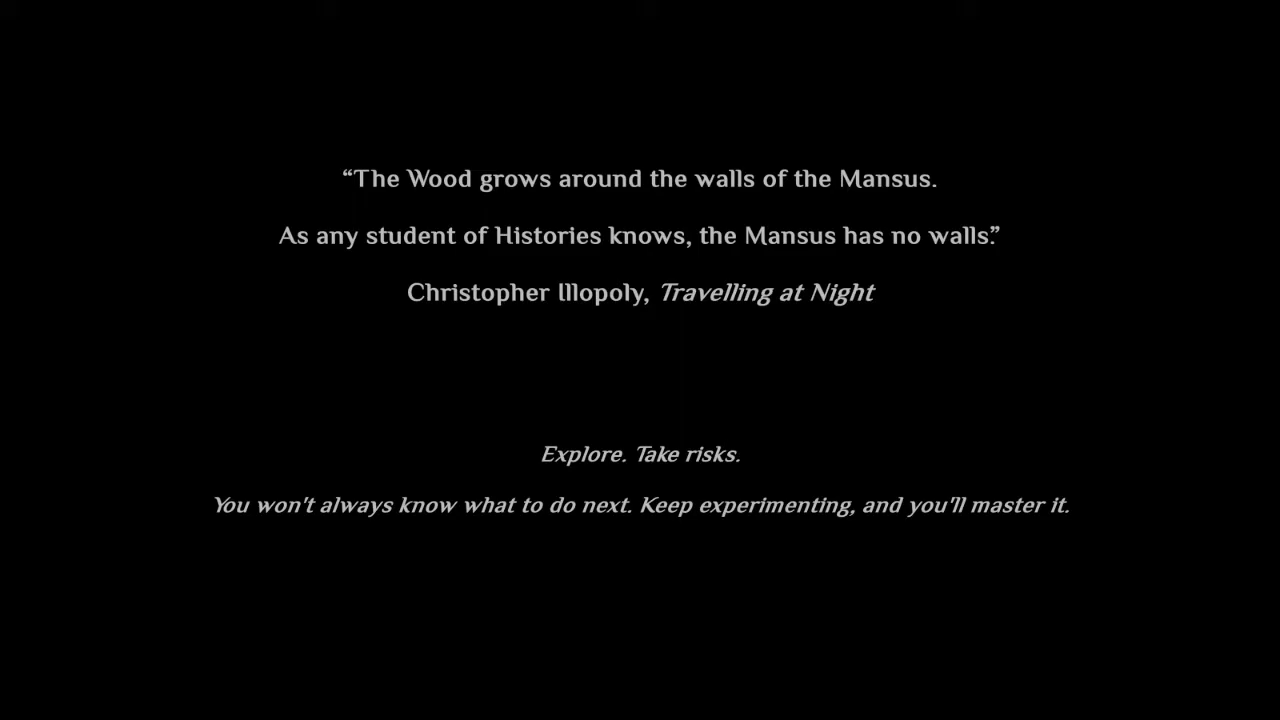 “The Wood grows around the walls of the Mansus.
As any student of Histories knows, the Mansus has no walls.”
Christopher Illopoly, Travelling at Night
Explore. Take risks.
You won't always know what to do next. Keep experimenting, and you'll master it.